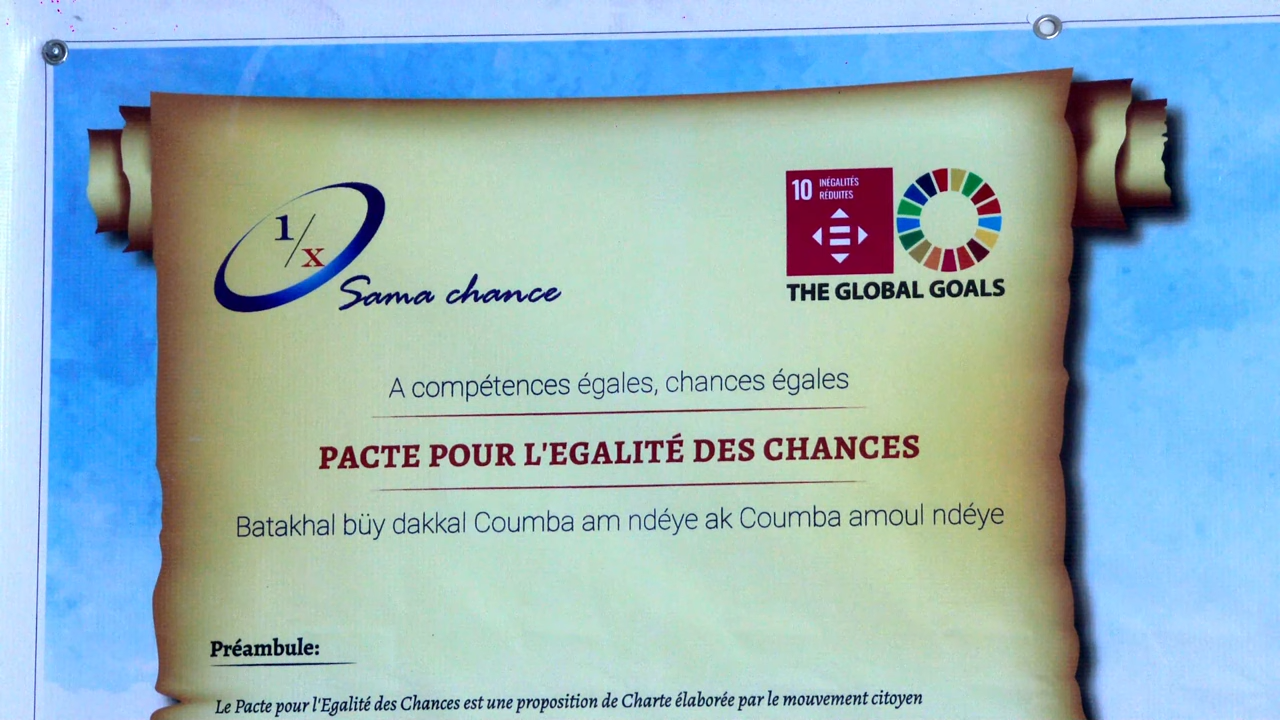 1/x
Sama chance
10 INÉGALITÉS
RÉDUITES
THE GLOBAL GOALS
A compétences égales, chances égales
PACTE POUR L'EGALITÉ DES CHANCES
Batakhal büy dakkal Coumba am ndéye ak Coumba amoul ndéye
Préambule:
Le Pacte pour l'Egalité des Chances est une proposition de Charte élaborée par le mouvement citoyen